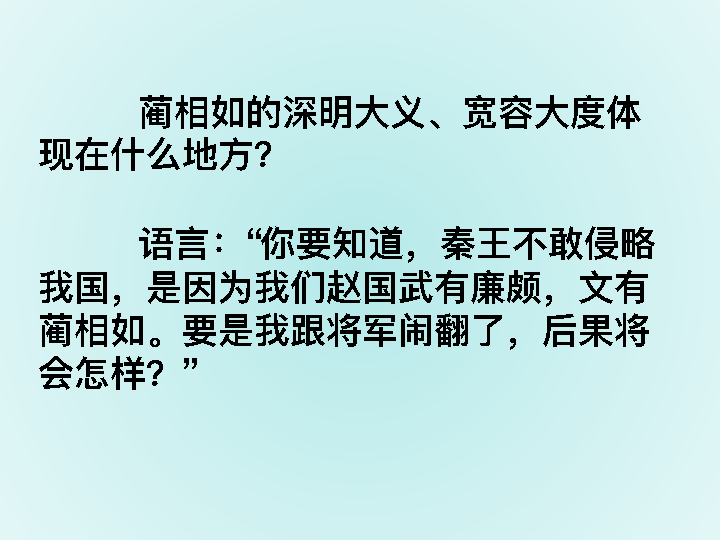 蔺相如的深明大义、宽容大度体
现在什么地方?
语言：“你要知道，秦王不敢侵略
我国，是因为我们赵国武有廉颇，文有
蔺相如。要是我跟将军闹翻了，后果将
会怎样？”